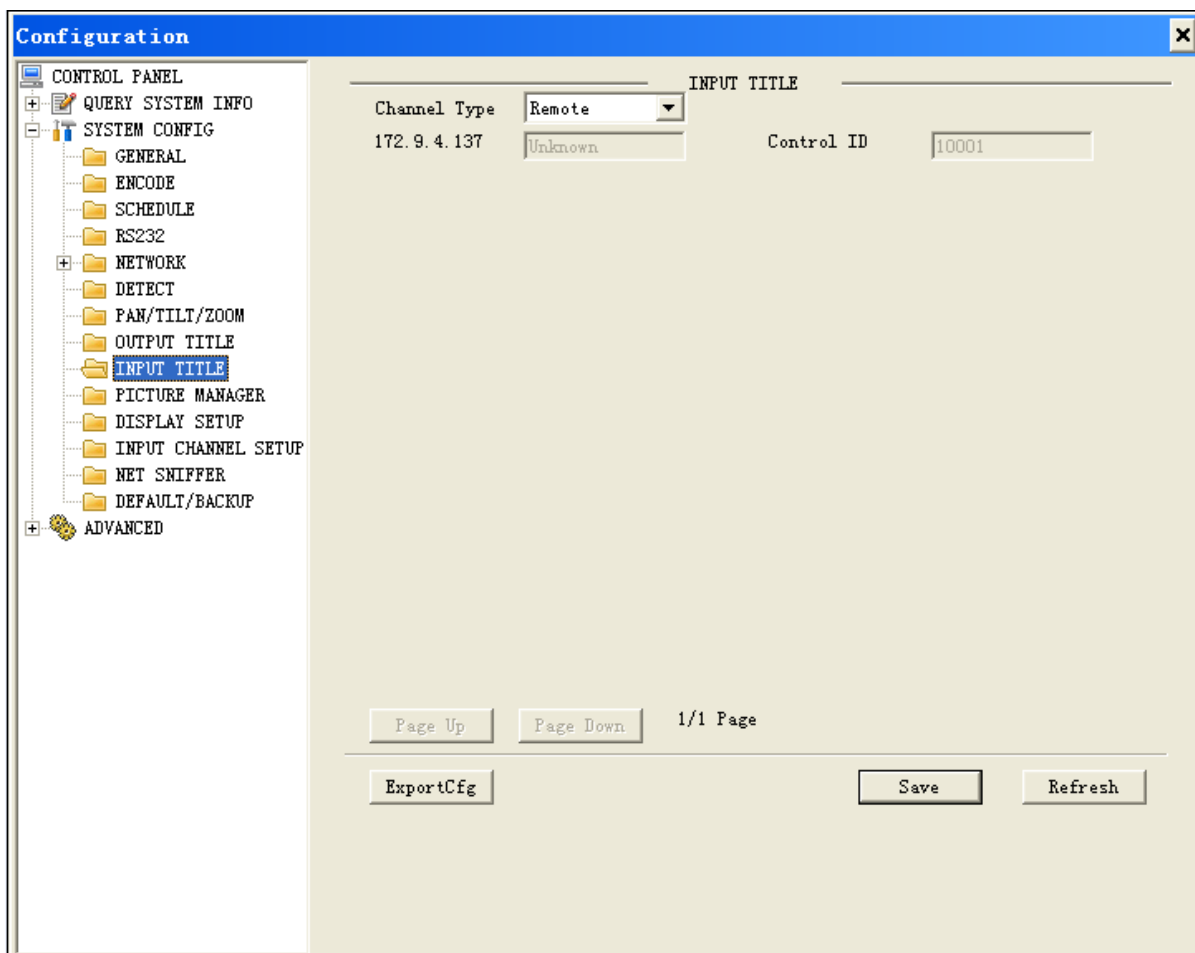 Configuration
CONTROL PANEL
QUERY SYSTEM INFO
SYSTEM CONFIG
GENERAL
ENCODE
SCHEDULE
RS232
NETWORK
DETECT
PAN/TILT/ZOOM
OUTPUT TITLE
INPUT TITLE
PICTURE MANAGER
DISPLAY SETUP
INPUT CHANNEL SETUP
NET SNIFFER
DEFAULT/BACKUP
ADVANCED
INPUT TITLE
Channel Type Remote
172.9.4.137 Unknown Control ID 10001
Page Up Page Down 1/1 Page
ExportCfg Save Refresh